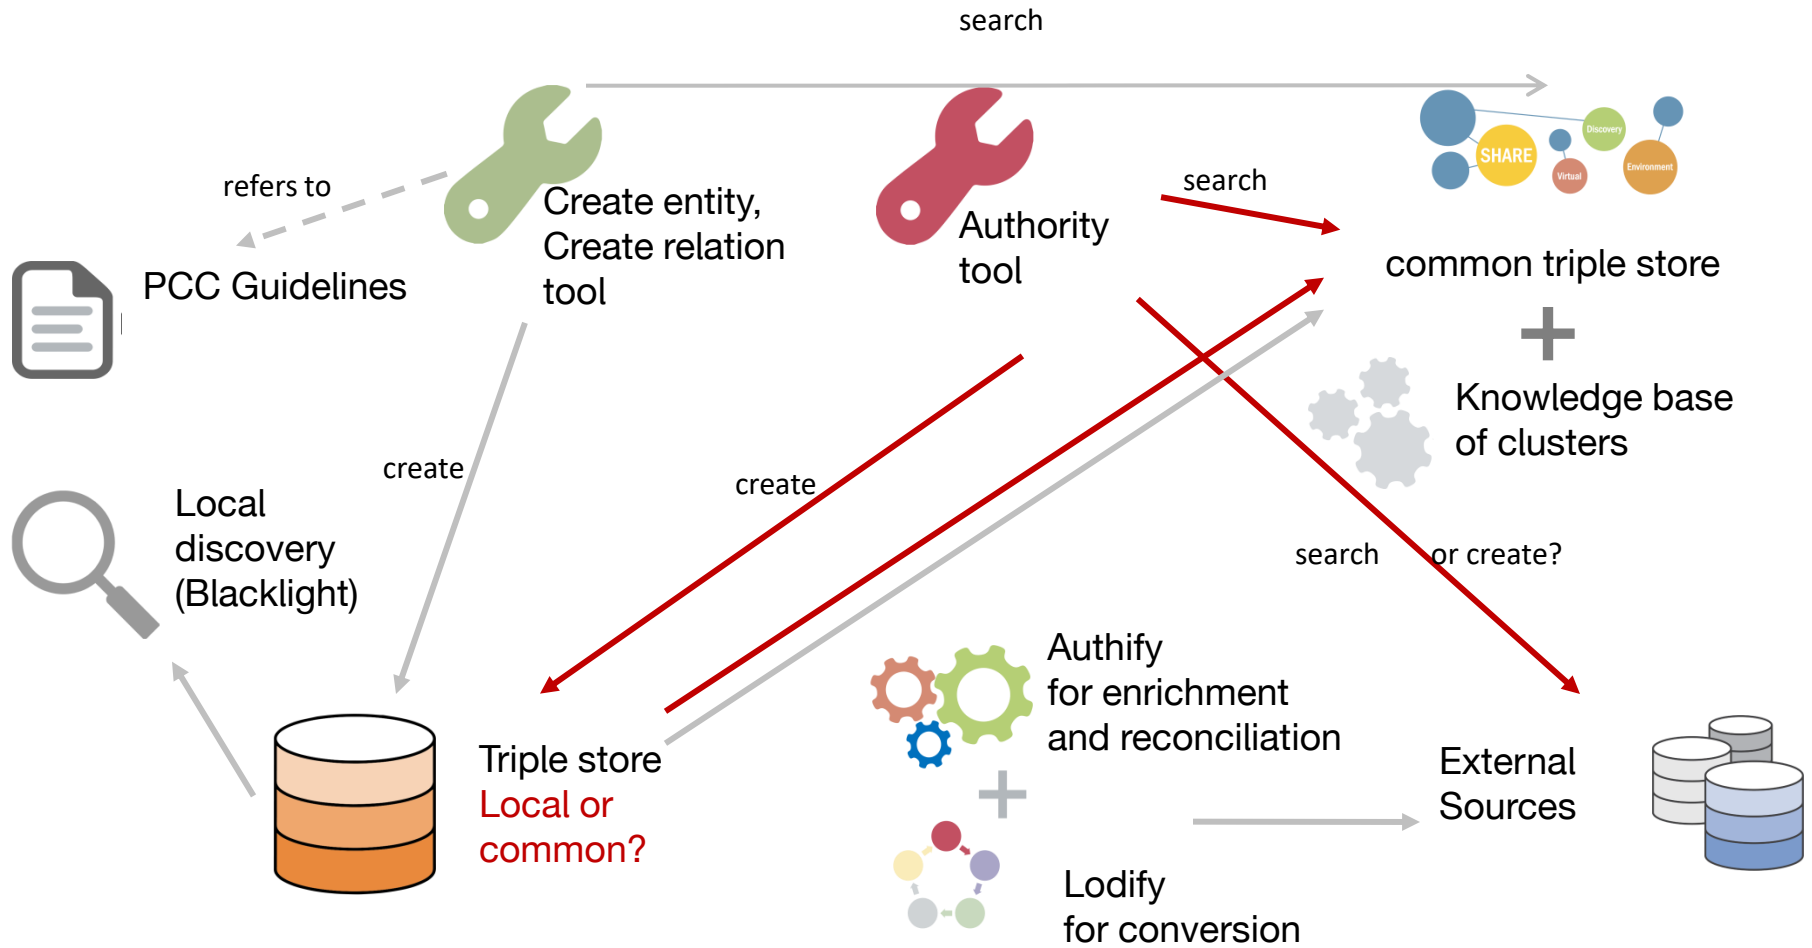 search
SHARE
Discovery
Virtual
Environment
refers to
search
Create entity,
Create relation
tool
Authority
tool
PCC Guidelines
common triple store
Knowledge base
of clusters
create
create
Local
discovery
(Blacklight)
search
or create?
Authify
for enrichment
and reconciliation
Triple store
Local or
common?
External
Sources
Lodify
for conversion